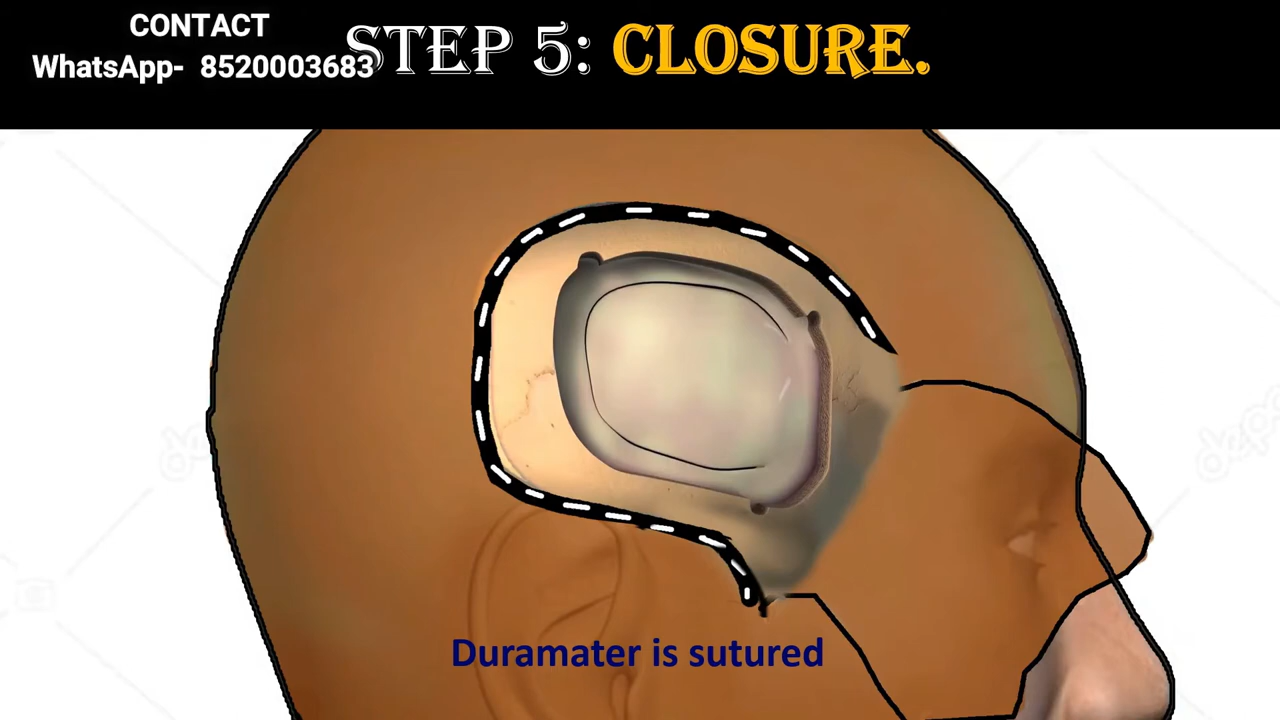 CONTACT
WhatsApp- 8520003683
STEP 5: CLOSURE.
Duramater is sutured